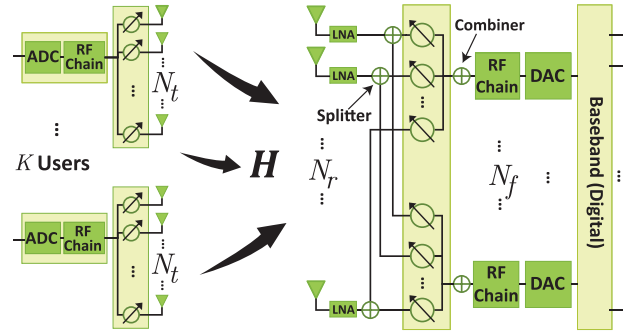 ADC
RF Chain
N_t
⋮
K Users
ADC
RF Chain
N_t
H
LNA
LNA
Splitter
N_r
LNA
Combiner
RF Chain
DAC
N_f
RF Chain
DAC
Baseband (Digital)